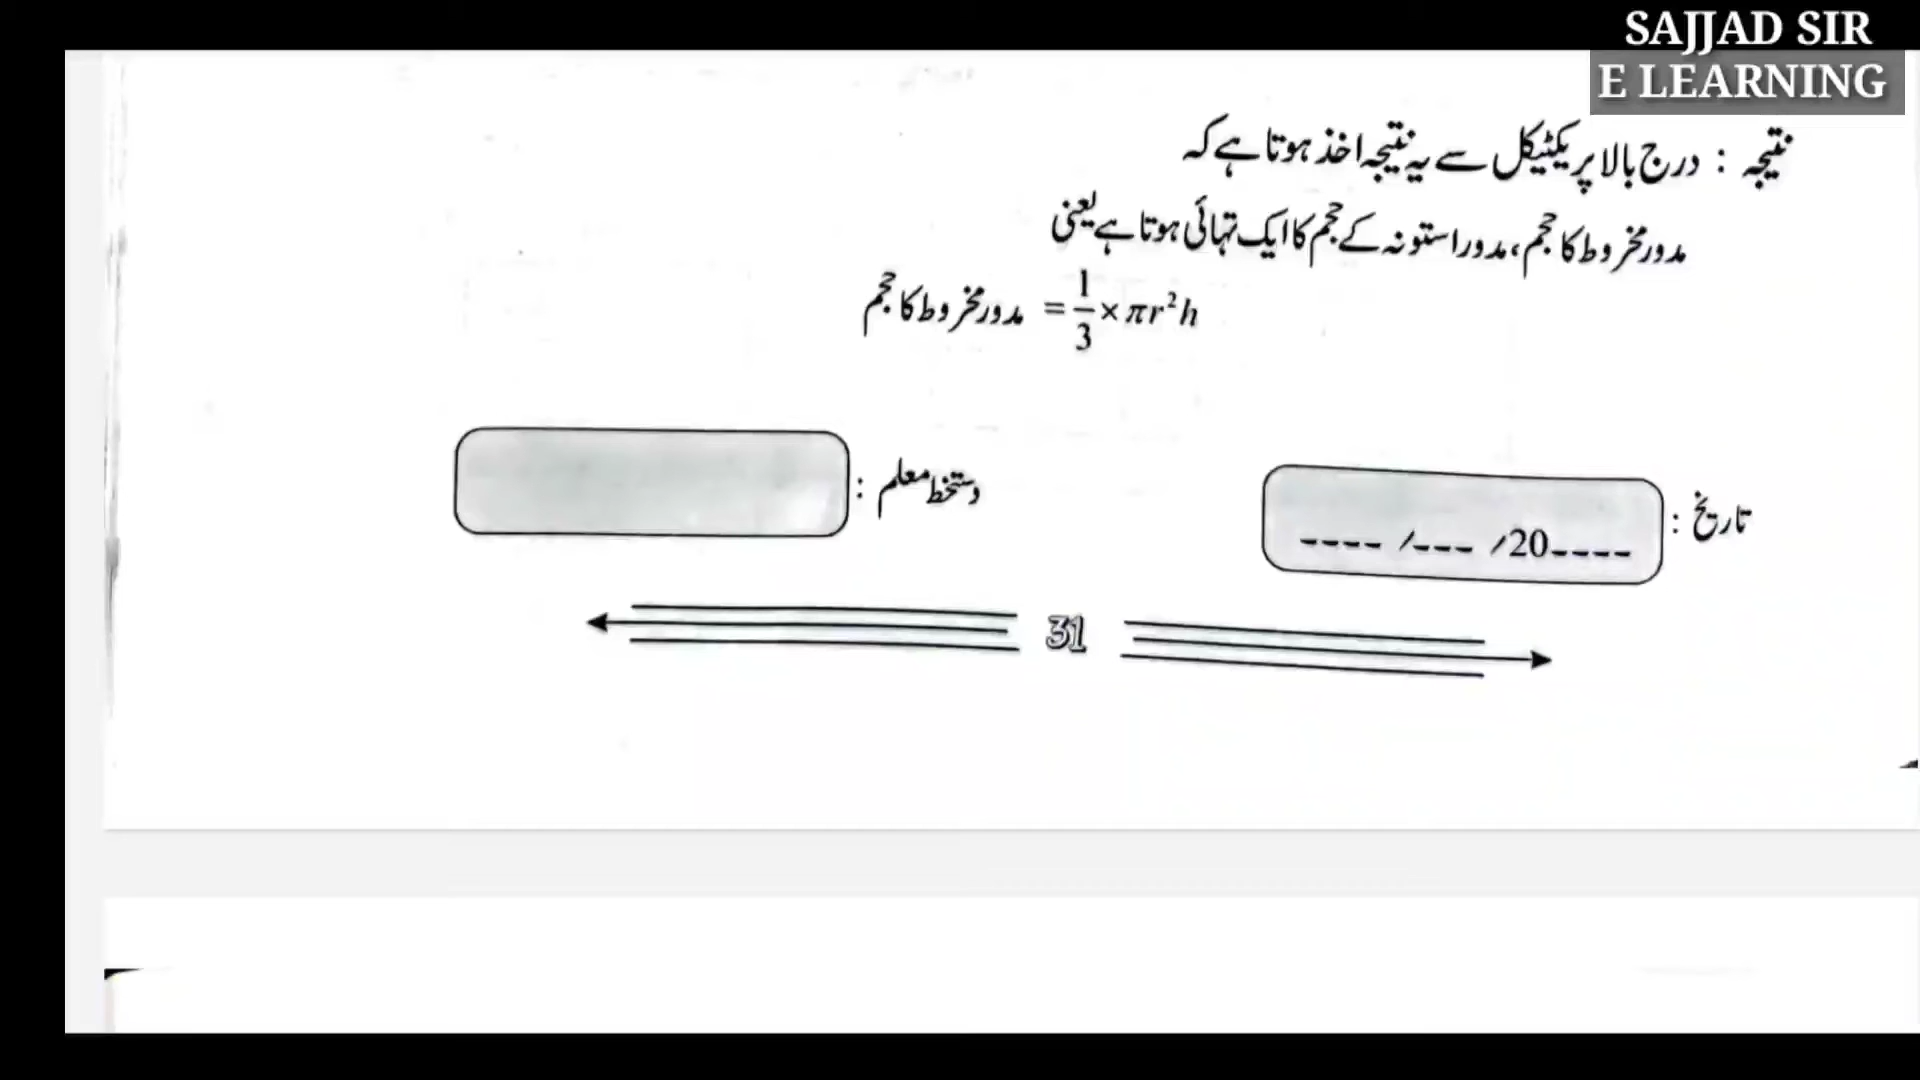 SAJJAD SIR
E LEARNING
نتیجہ : درج بالا پریکٹیکل سے یہ نتیجہ اخذ ہوتا ہے کہ
مدور مخروط کا حجم، مدور استونہ کے حجم کا ایک تہائی ہوتا ہے یعنی
مدور مخروط کا حجم = 1/3 × πr²h
تاریخ : ---- /--- /20----
دستخط معلم :
31